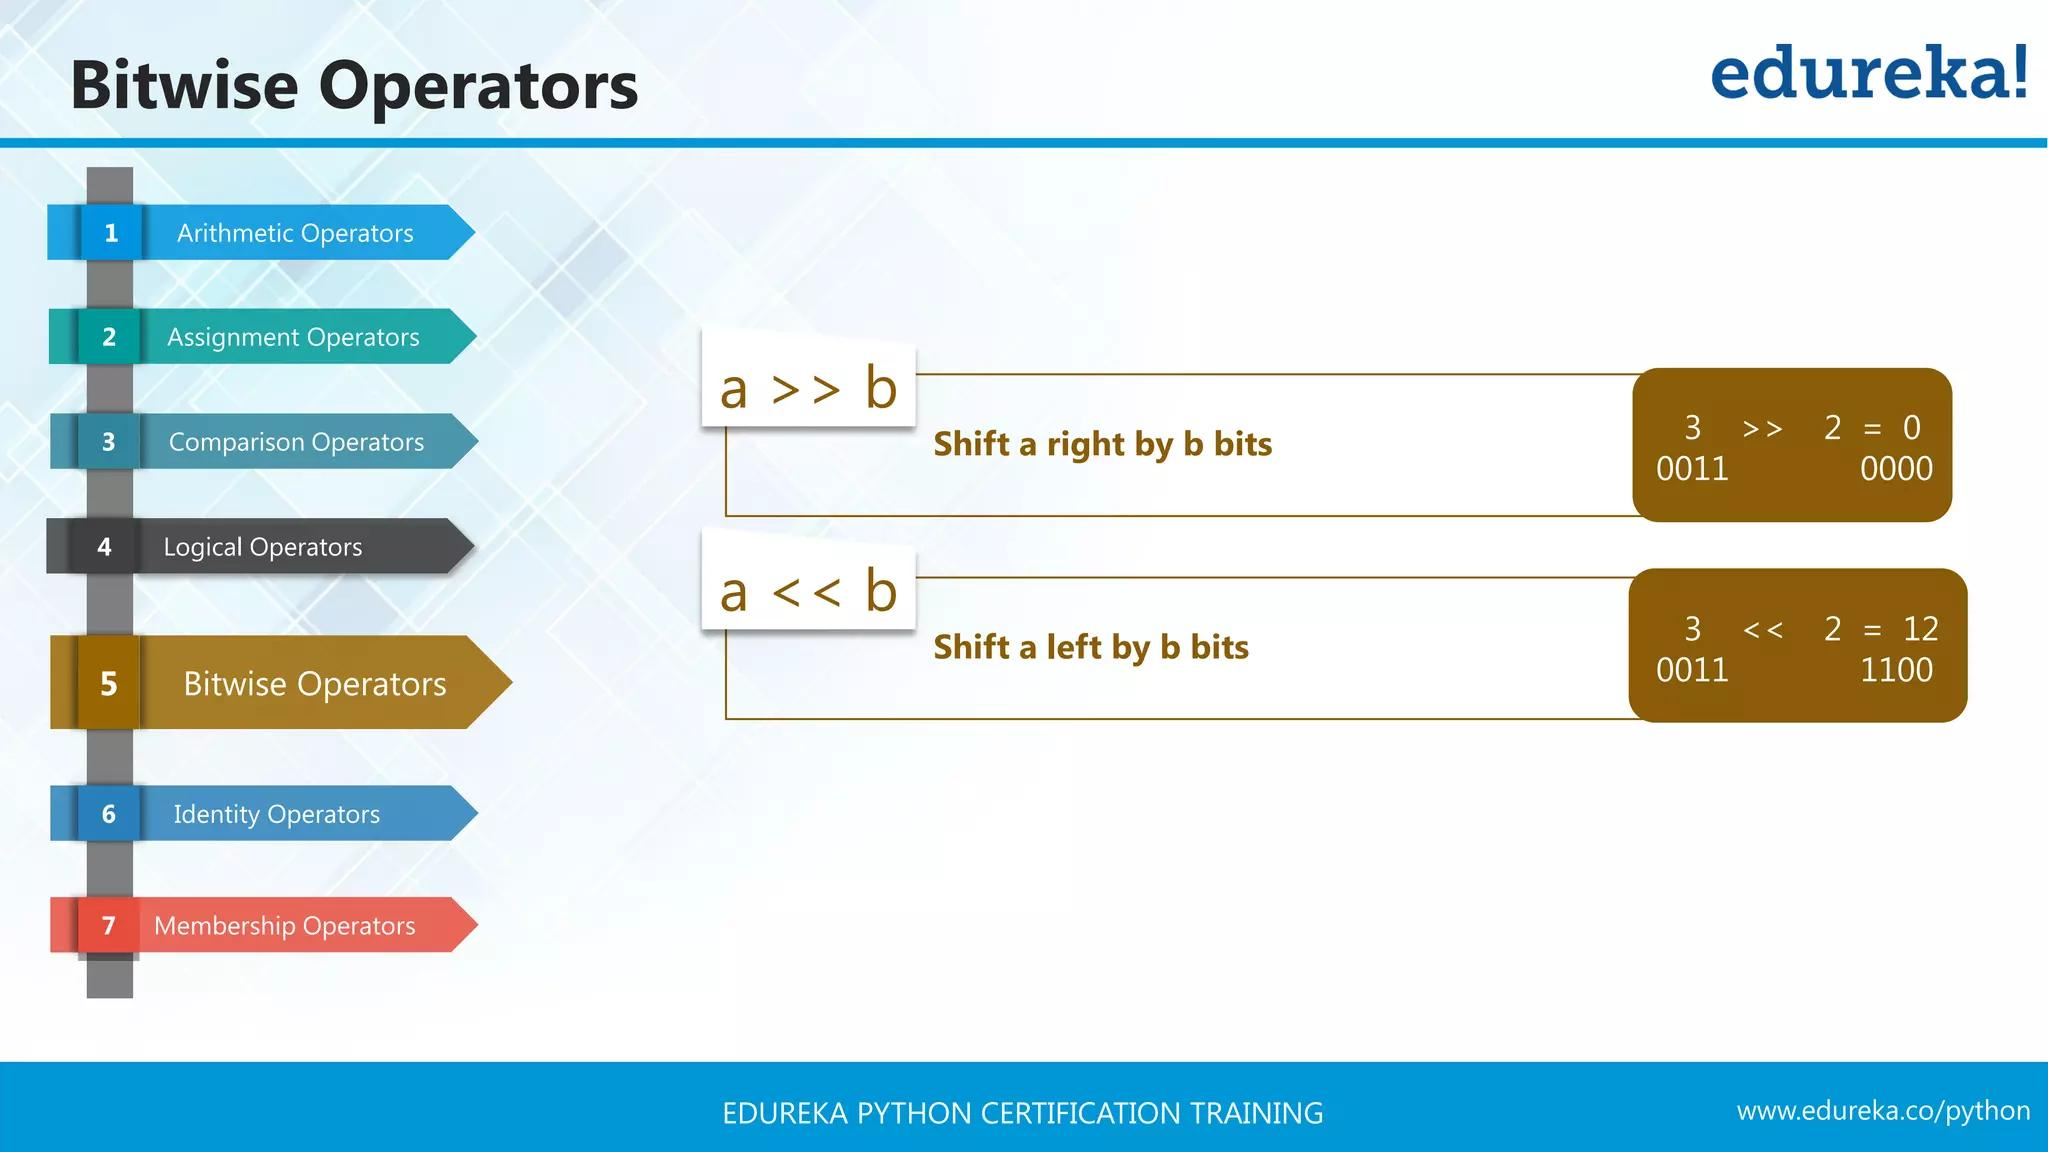 Bitwise Operators
edureka!
1 Arithmetic Operators
2 Assignment Operators
3 Comparison Operators
4 Logical Operators
5 Bitwise Operators
6 Identity Operators
7 Membership Operators
a >> b
Shift a right by b bits
3 >> 2 = 0
0011 0000
a << b
Shift a left by b bits
3 << 2 = 12
0011 1100
EDUREKA PYTHON CERTIFICATION TRAINING
www.edureka.co/python